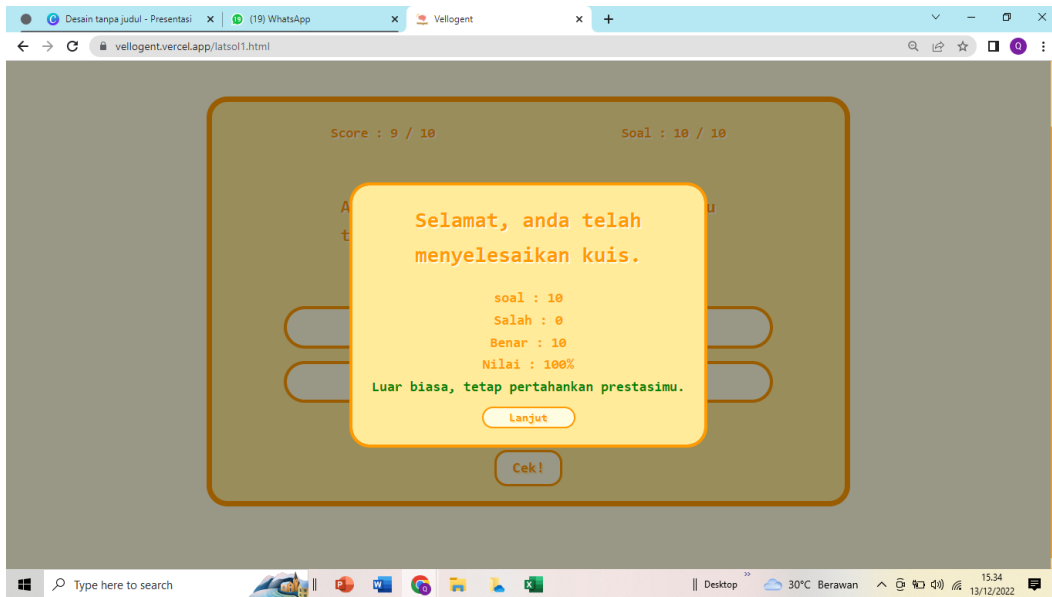 Desain tanpa judul - Presentasi
(19) WhatsApp
Vellogent
vellogent.vercel.app/latsol1.html
Q
Score : 9 / 10
Soal : 10 / 10
A
u
t
Selamat, anda telah
menyelesaikan kuis.
soal : 10
Salah : 0
Benar : 10
Nilai : 100%
Luar biasa, tetap pertahankan prestasimu.
Lanjut
Cek!
Type here to search
Desktop
30°C Berawan
15.34
13/12/2022